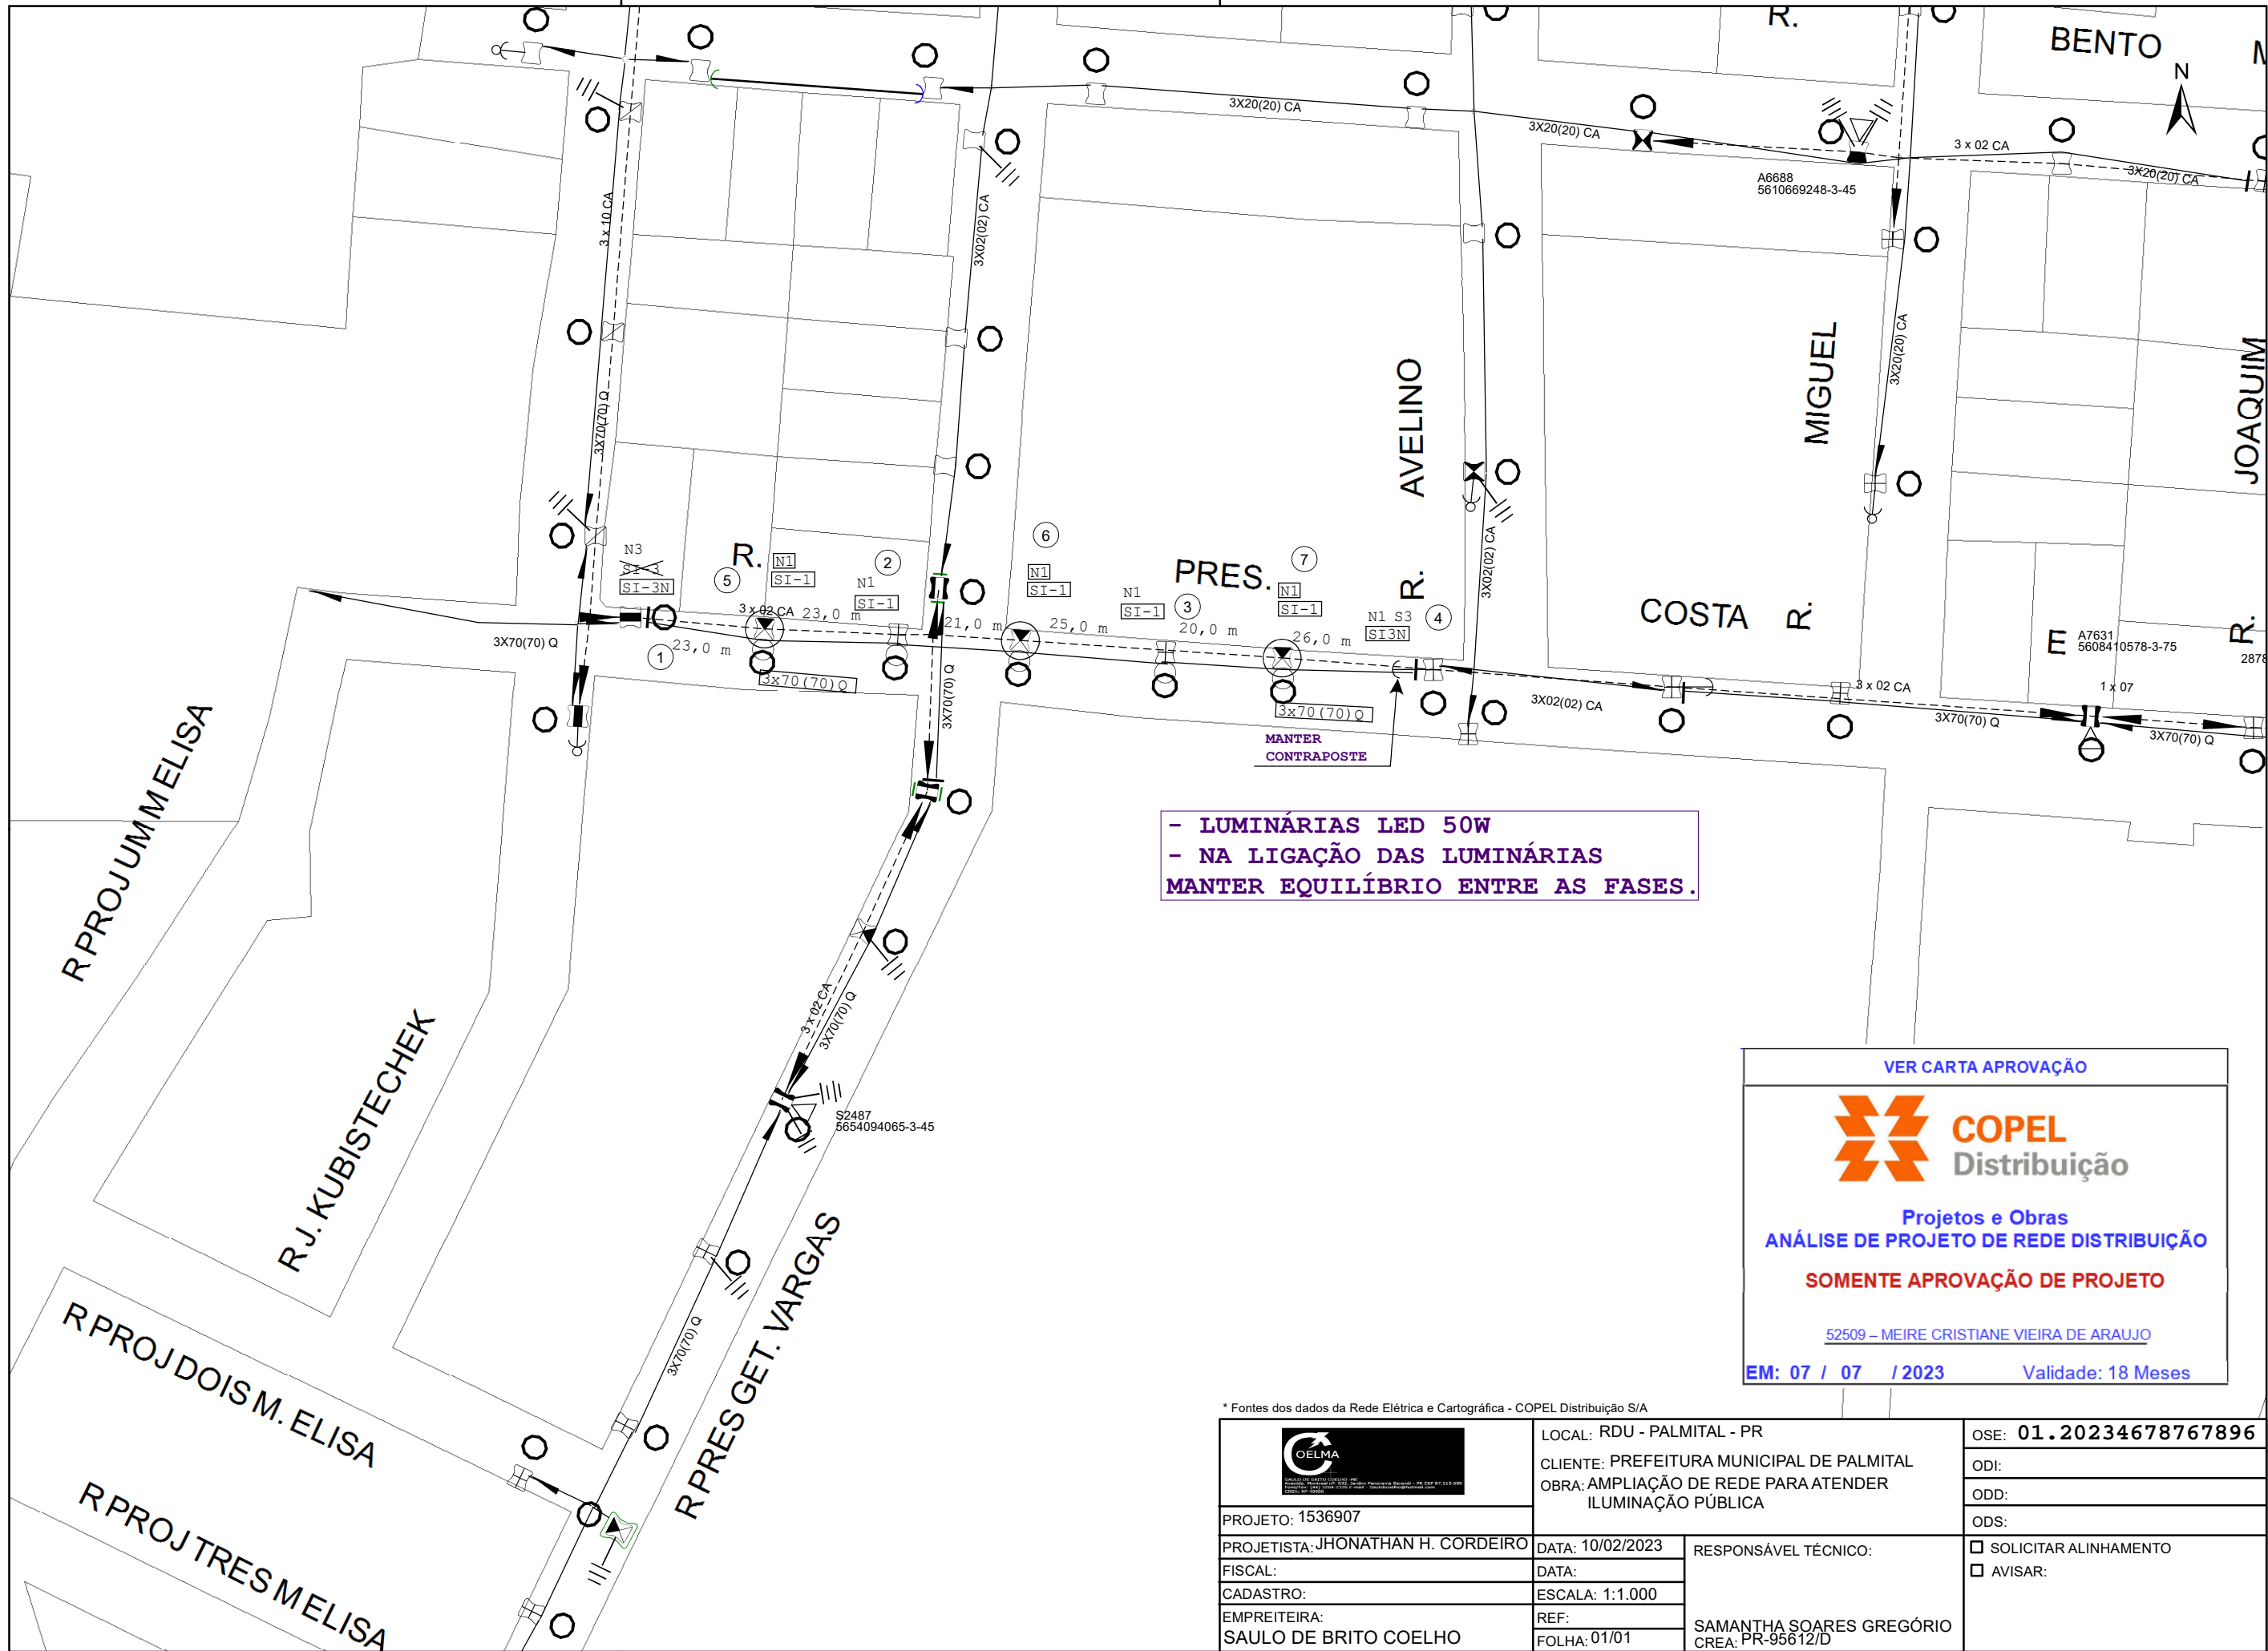 R.
BENTO
N
3X20(20) CA
3X20(20) CA
3 x 02 CA
3X20(20) CA
A6688
5610669248-3-45
3 x 10 CA
3X02(02) CA
3X70(70) Q
3X20(20) CA
AVELINO
R.
MIGUEL
R.
JOAQUIM
R.
3X02(02) CA
N3
SI-3
SI-3N
R.
5
N1
SI-1
2
N1
SI-1
6
N1
SI-1
PRES.
N1
SI-1
3
7
N1
SI-1
N1 S3
SI3N
4
COSTA
E
A7631
5608410578-3-75
2878
3 x 02 CA
23,0 m
21,0 m
25,0 m
20,0 m
26,0 m
1
23,0 m
3X70(70) Q
3x70(70)Q
3X70(70) Q
3x70(70)Q
3X02(02) CA
3 x 02 CA
1 x 07
3X70(70) Q
3X70(70) Q
MANTER
CONTRAPOSTE
- LUMINÁRIAS LED 50W
- NA LIGAÇÃO DAS LUMINÁRIAS
MANTER EQUILÍBRIO ENTRE AS FASES.
R PROJ UM M ELISA
R J. KUBISTECHEK
3 x 02 CA
3X70(70) Q
S2487
5654094065-3-45
3X70(70) Q
R PRES GET. VARGAS
R PROJ DOIS M. ELISA
R PROJ TRES M ELISA
VER CARTA APROVAÇÃO
COPEL
Distribuição
Projetos e Obras
ANÁLISE DE PROJETO DE REDE DISTRIBUIÇÃO
SOMENTE APROVAÇÃO DE PROJETO
52509 – MEIRE CRISTIANE VIEIRA DE ARAUJO
EM: 07 / 07 / 2023 Validade: 18 Meses
* Fontes dos dados da Rede Elétrica e Cartográfica - COPEL Distribuição S/A
COELMA
LOCAL: RDU - PALMITAL - PR
CLIENTE: PREFEITURA MUNICIPAL DE PALMITAL
OBRA: AMPLIAÇÃO DE REDE PARA ATENDER
ILUMINAÇÃO PÚBLICA
OSE: 01.20234678767896
ODI:
ODD:
ODS:
PROJETO: 1536907
PROJETISTA: JHONATHAN H. CORDEIRO
DATA: 10/02/2023
RESPONSÁVEL TÉCNICO:
SOLICITAR ALINHAMENTO
AVISAR:
FISCAL:
DATA:
CADASTRO:
ESCALA: 1:1.000
EMPREITEIRA:
SAULO DE BRITO COELHO
REF:
FOLHA: 01/01
SAMANTHA SOARES GREGÓRIO
CREA: PR-95612/D